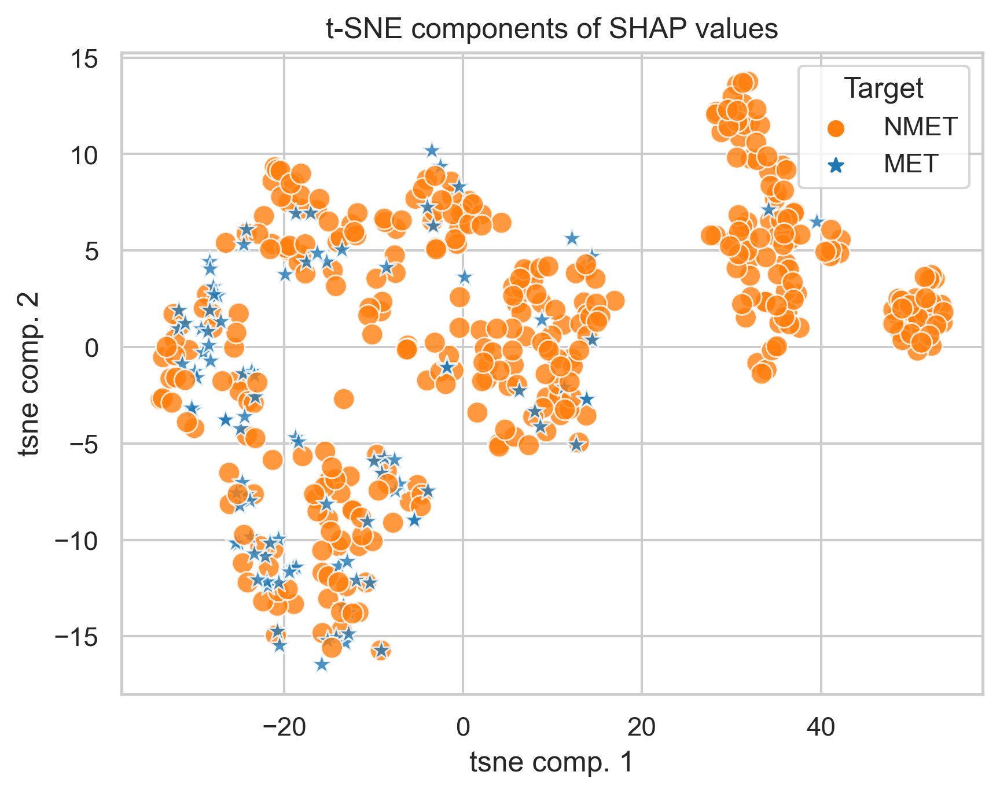 t-SNE components of SHAP values
15
10
5
0
−5
−10
−15
tsne comp. 2
Target
NMET
MET
−20
0
20
40
tsne comp. 1